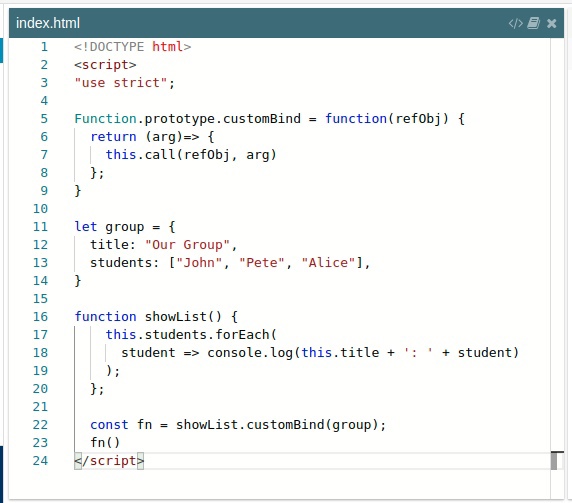 index.html
1 <!DOCTYPE html>
2 <script>
3 "use strict";
4
5 Function.prototype.customBind = function(refObj) {
6   return (arg)=> {
7     this.call(refObj, arg)
8   };
9 }
10
11 let group = {
12   title: "Our Group",
13   students: ["John", "Pete", "Alice"],
14 }
15
16 function showList() {
17     this.students.forEach(
18       student => console.log(this.title + ': ' + student)
19     );
20   };
21
22   const fn = showList.customBind(group);
23   fn()
24 </script>